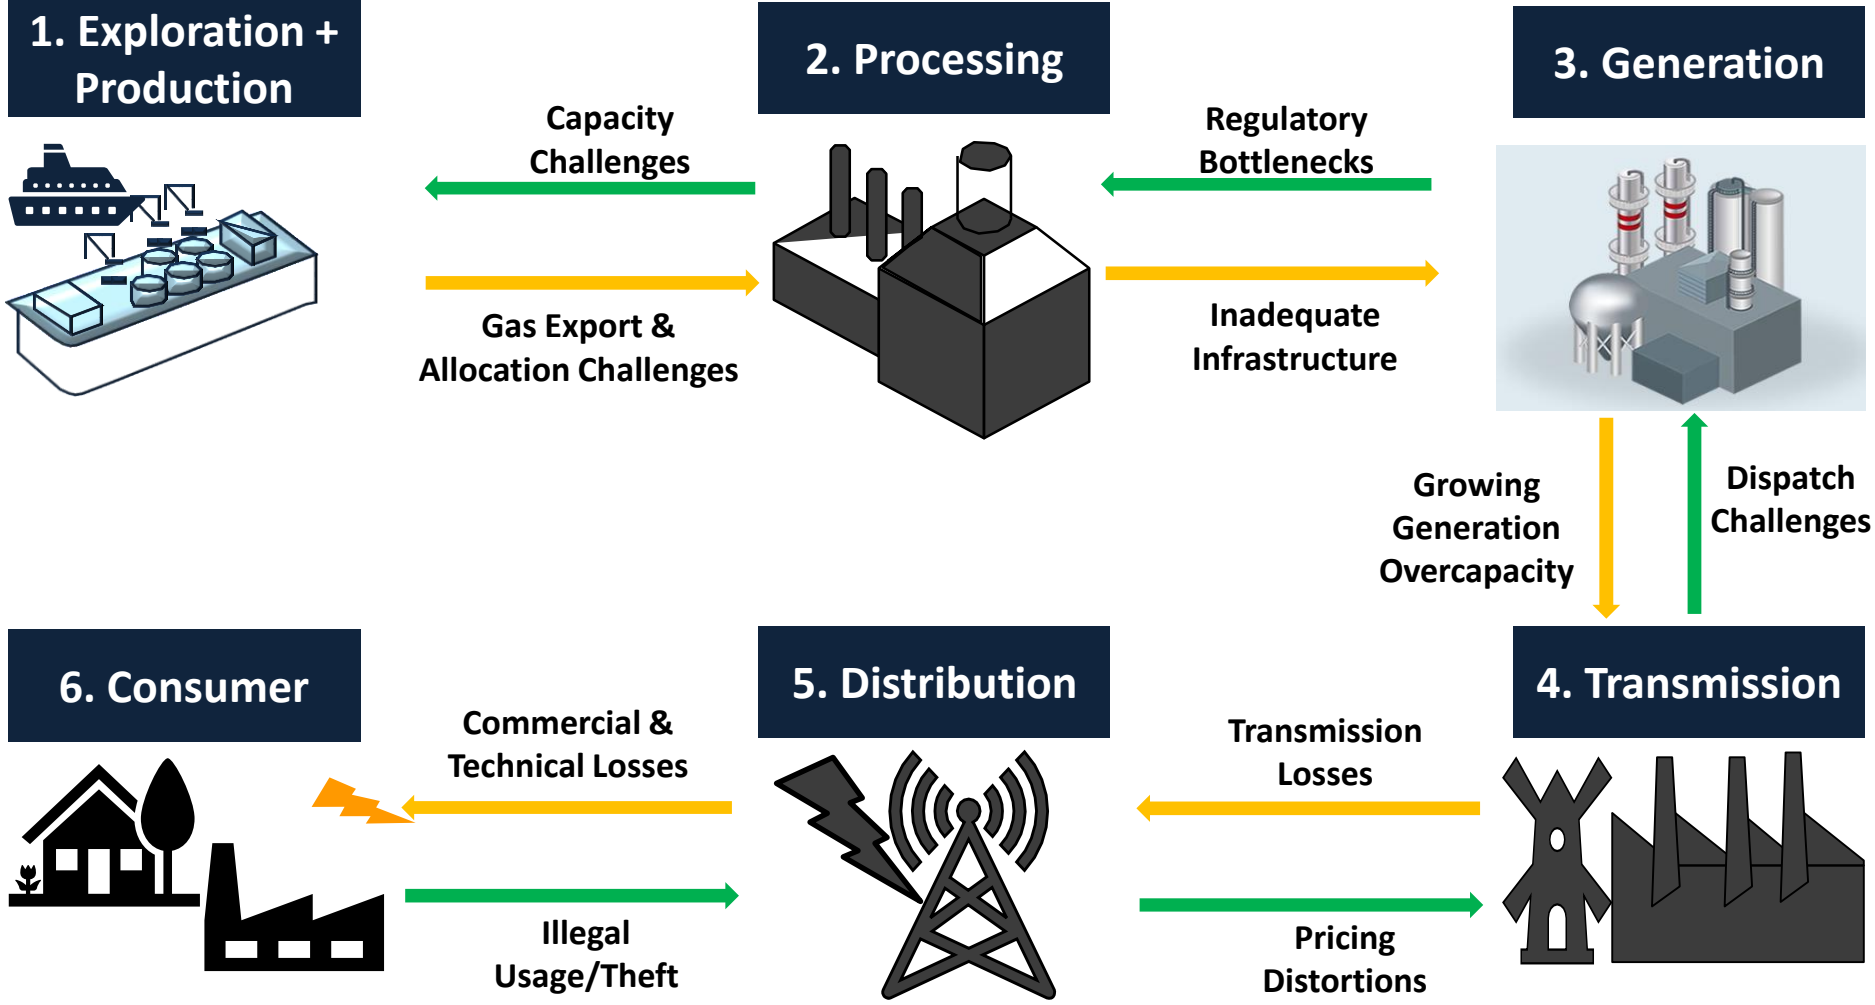 1. Exploration +
Production
2. Processing
3. Generation
Capacity
Challenges
Regulatory
Bottlenecks
Gas Export &
Allocation Challenges
Inadequate
Infrastructure
Growing
Generation
Overcapacity
Dispatch
Challenges
6. Consumer
5. Distribution
4. Transmission
Commercial &
Technical Losses
Transmission
Losses
Illegal
Usage/Theft
Pricing
Distortions